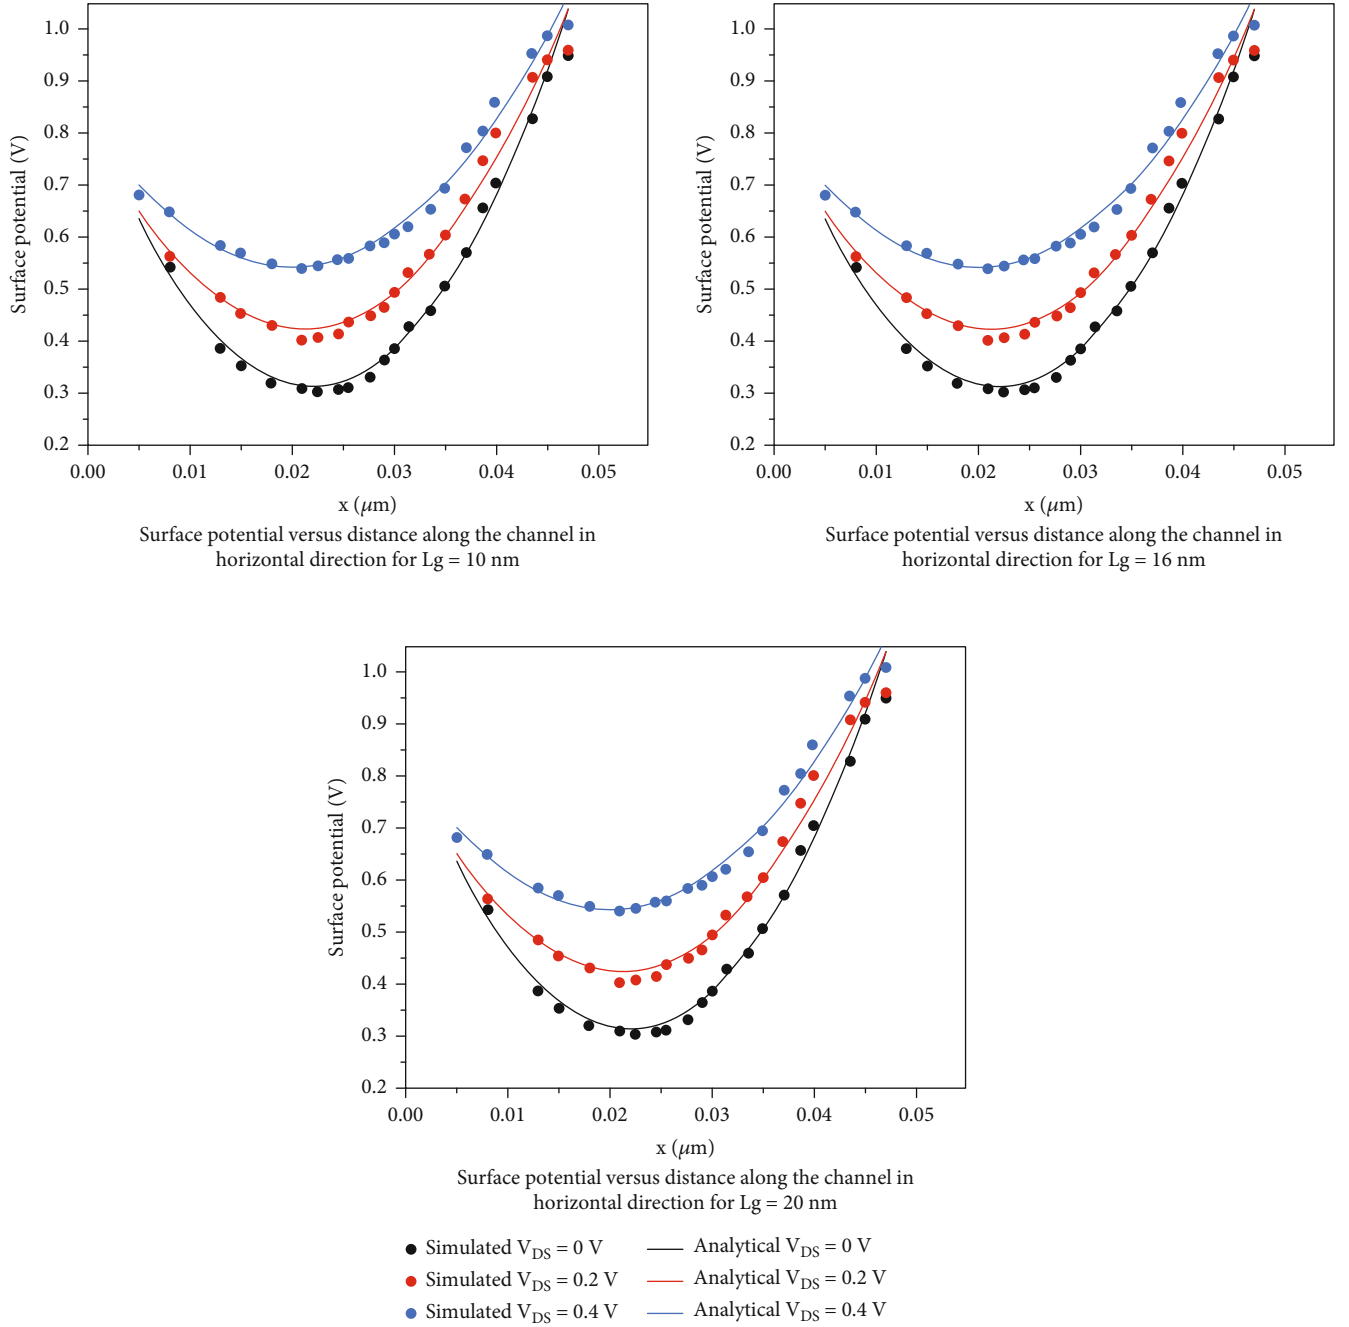 1.0
0.9
0.8
0.7
0.6
0.5
0.4
0.3
0.2
Surface potential (V)
0.00 0.01 0.02 0.03 0.04 0.05
x (μm)
Surface potential versus distance along the channel in
horizontal direction for Lg = 10 nm
1.0
0.9
0.8
0.7
0.6
0.5
0.4
0.3
0.2
Surface potential (V)
0.00 0.01 0.02 0.03 0.04 0.05
x (μm)
Surface potential versus distance along the channel in
horizontal direction for Lg = 16 nm
1.0
0.9
0.8
0.7
0.6
0.5
0.4
0.3
0.2
Surface potential (V)
0.00 0.01 0.02 0.03 0.04 0.05
x (μm)
Surface potential versus distance along the channel in
horizontal direction for Lg = 20 nm
Simulated V_DS = 0 V
Simulated V_DS = 0.2 V
Simulated V_DS = 0.4 V
Analytical V_DS = 0 V
Analytical V_DS = 0.2 V
Analytical V_DS = 0.4 V